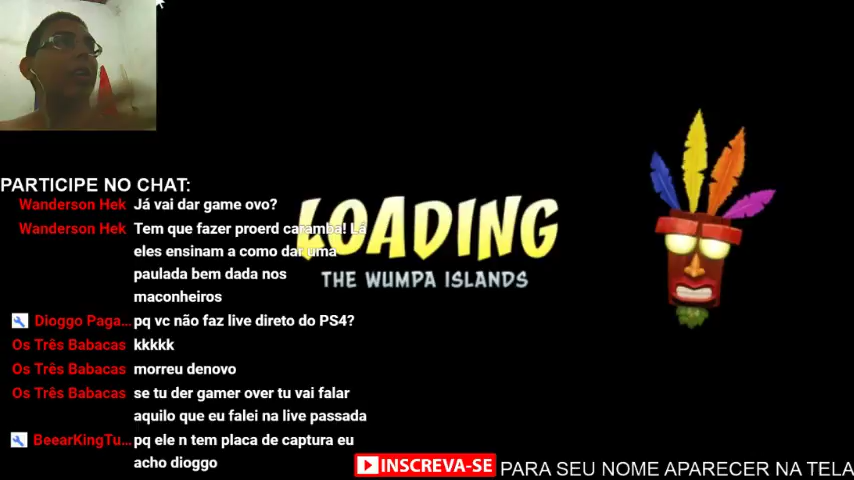 PARTICIPE NO CHAT:
Wanderson Hek Já vai dar game ovo?
Wanderson Hek Tem que fazer proerd caramba! Lá
eles ensinam a como dar uma
paulada bem dada nos
maconheiros
Dioggo Paga... pq vc não faz live direto do PS4?
Os Três Babacas kkkkk
Os Três Babacas morreu denovo
Os Três Babacas se tu der gamer over tu vai falar
aquilo que eu falei na live passada
BeearKingTu... pq ele n tem placa de captura eu
acho dioggo
LOADING
THE WUMPA ISLANDS
INSCREVA-SE PARA SEU NOME APARECER NA TELA